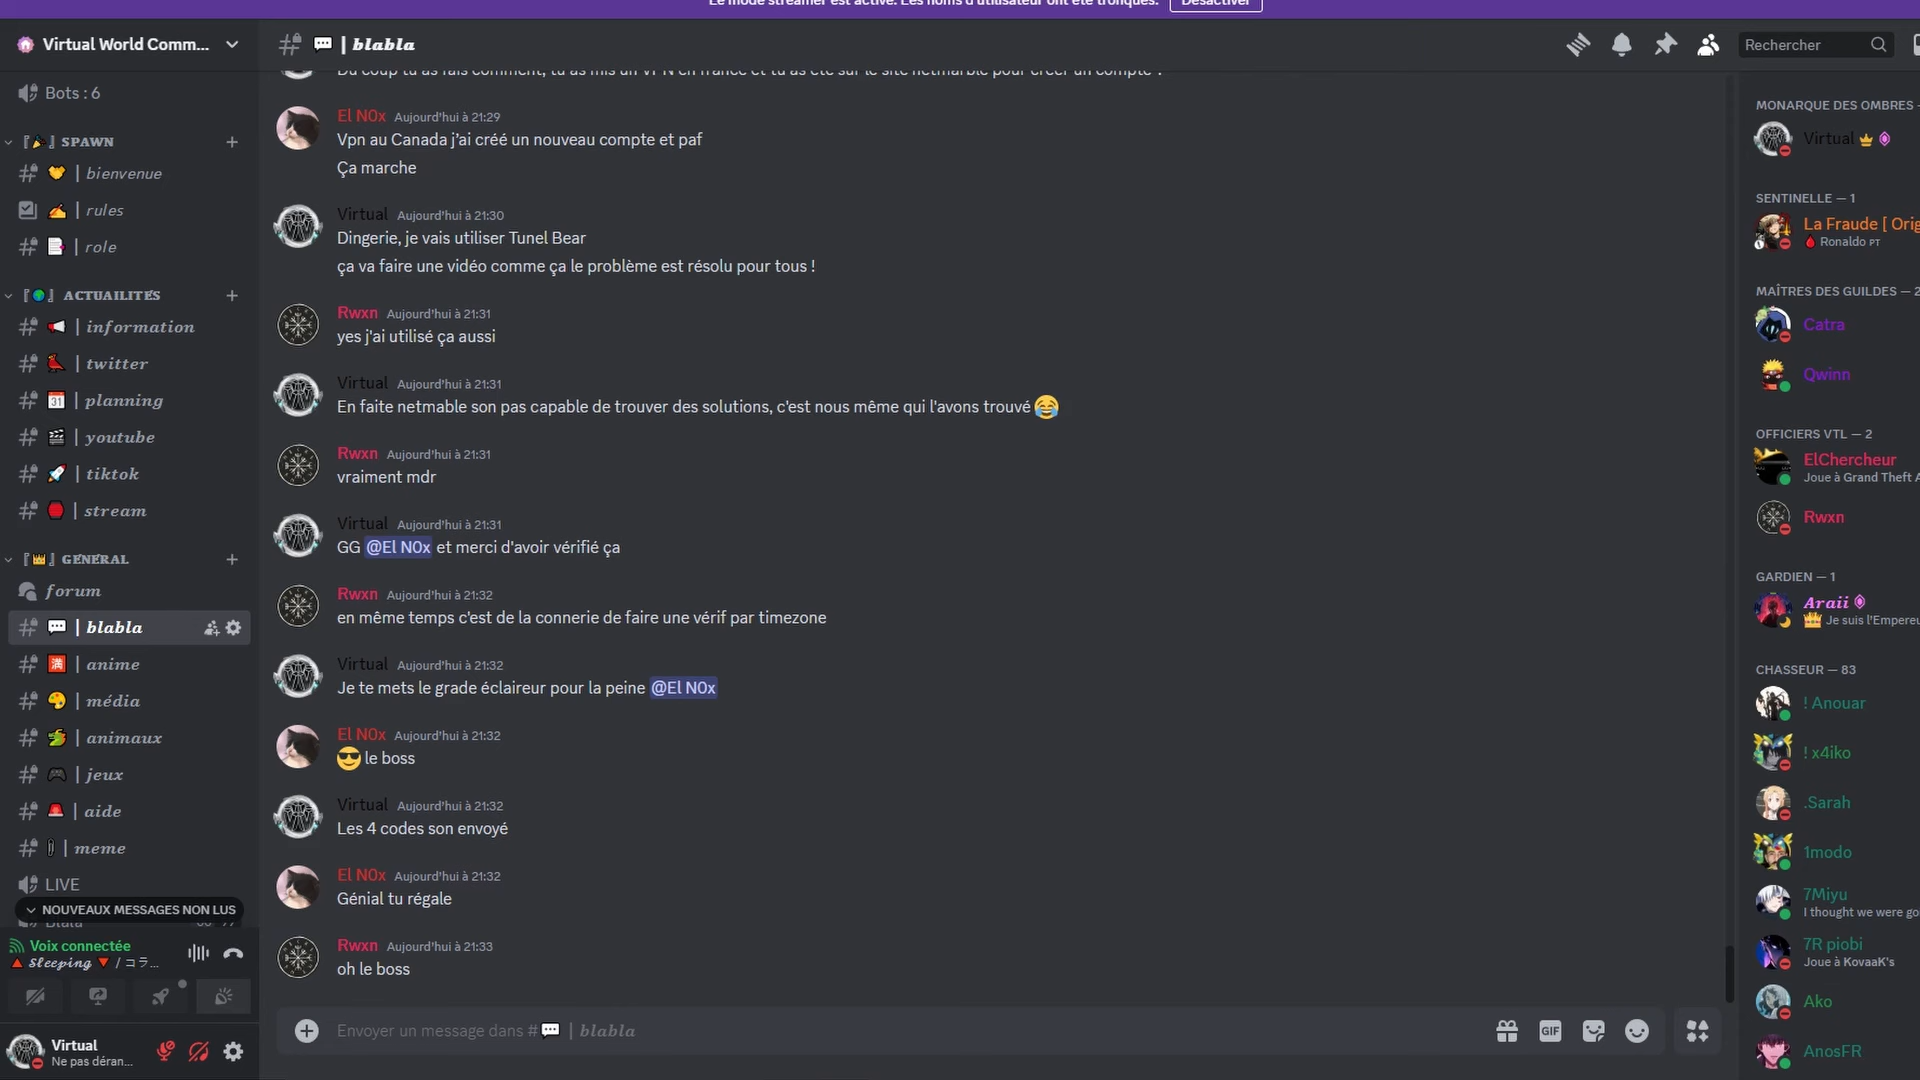 Le mode streamer est activé. Les noms d'utilisateur ont été tronqués. Désactiver
Virtual World Comm...
Bots : 6
『🎉』 SPAWN
🤝 | bienvenue
✍ | rules
📑 | role
『🌍』 ACTUAILITÉS
📢 | information
🐦 | twitter
📅 | planning
🎬 | youtube
🚀 | tiktok
🔴 | stream
『👑』 GENERAL
forum
💬 | blabla
🈵 | anime
🎨 | média
🐲 | animaux
🎮 | jeux
🚨 | aide
| meme
LIVE
NOUVEAUX MESSAGES NON LUS
Voix connectée
🔺 Sleeping 🔻 / コラ...
Virtual
Ne pas déran...
💬 | blabla
Rechercher
Du coup tu as fais comment, tu as mis un VPN en france et tu as été sur le site netmarble pour créer un compte ?
El N0x Aujourd'hui à 21:29
Vpn au Canada j'ai créé un nouveau compte et paf
Ça marche
Virtual Aujourd'hui à 21:30
Dingerie, je vais utiliser Tunel Bear
ça va faire une vidéo comme ça le problème est résolu pour tous !
Rwxn Aujourd'hui à 21:31
yes j'ai utilisé ça aussi
Virtual Aujourd'hui à 21:31
En faite netmable son pas capable de trouver des solutions, c'est nous même qui l'avons trouvé 😂
Rwxn Aujourd'hui à 21:31
vraiment mdr
Virtual Aujourd'hui à 21:31
GG @El N0x et merci d'avoir vérifié ça
Rwxn Aujourd'hui à 21:32
en même temps c'est de la connerie de faire une vérif par timezone
Virtual Aujourd'hui à 21:32
Je te mets le grade éclaireur pour la peine @El N0x
El N0x Aujourd'hui à 21:32
😎 le boss
Virtual Aujourd'hui à 21:32
Les 4 codes son envoyé
El N0x Aujourd'hui à 21:32
Génial tu régale
Rwxn Aujourd'hui à 21:33
oh le boss
Envoyer un message dans #💬 | blabla
GIF
MONARQUE DES OMBRES
Virtual
SENTINELLE — 1
La Fraude [ Orig
🩸 Ronaldo PT
MAÎTRES DES GUILDES — 2
Catra
Qwinn
OFFICIERS VTL — 2
ElChercheur
Joue à Grand Theft A
Rwxn
GARDIEN — 1
Araii
👑 Je suis l'Empereu
CHASSEUR — 83
! Anouar
! x4iko
.Sarah
1modo
7Miyu
I thought we were go
7R piobi
Joue à KovaaK's
Ako
AnosFR